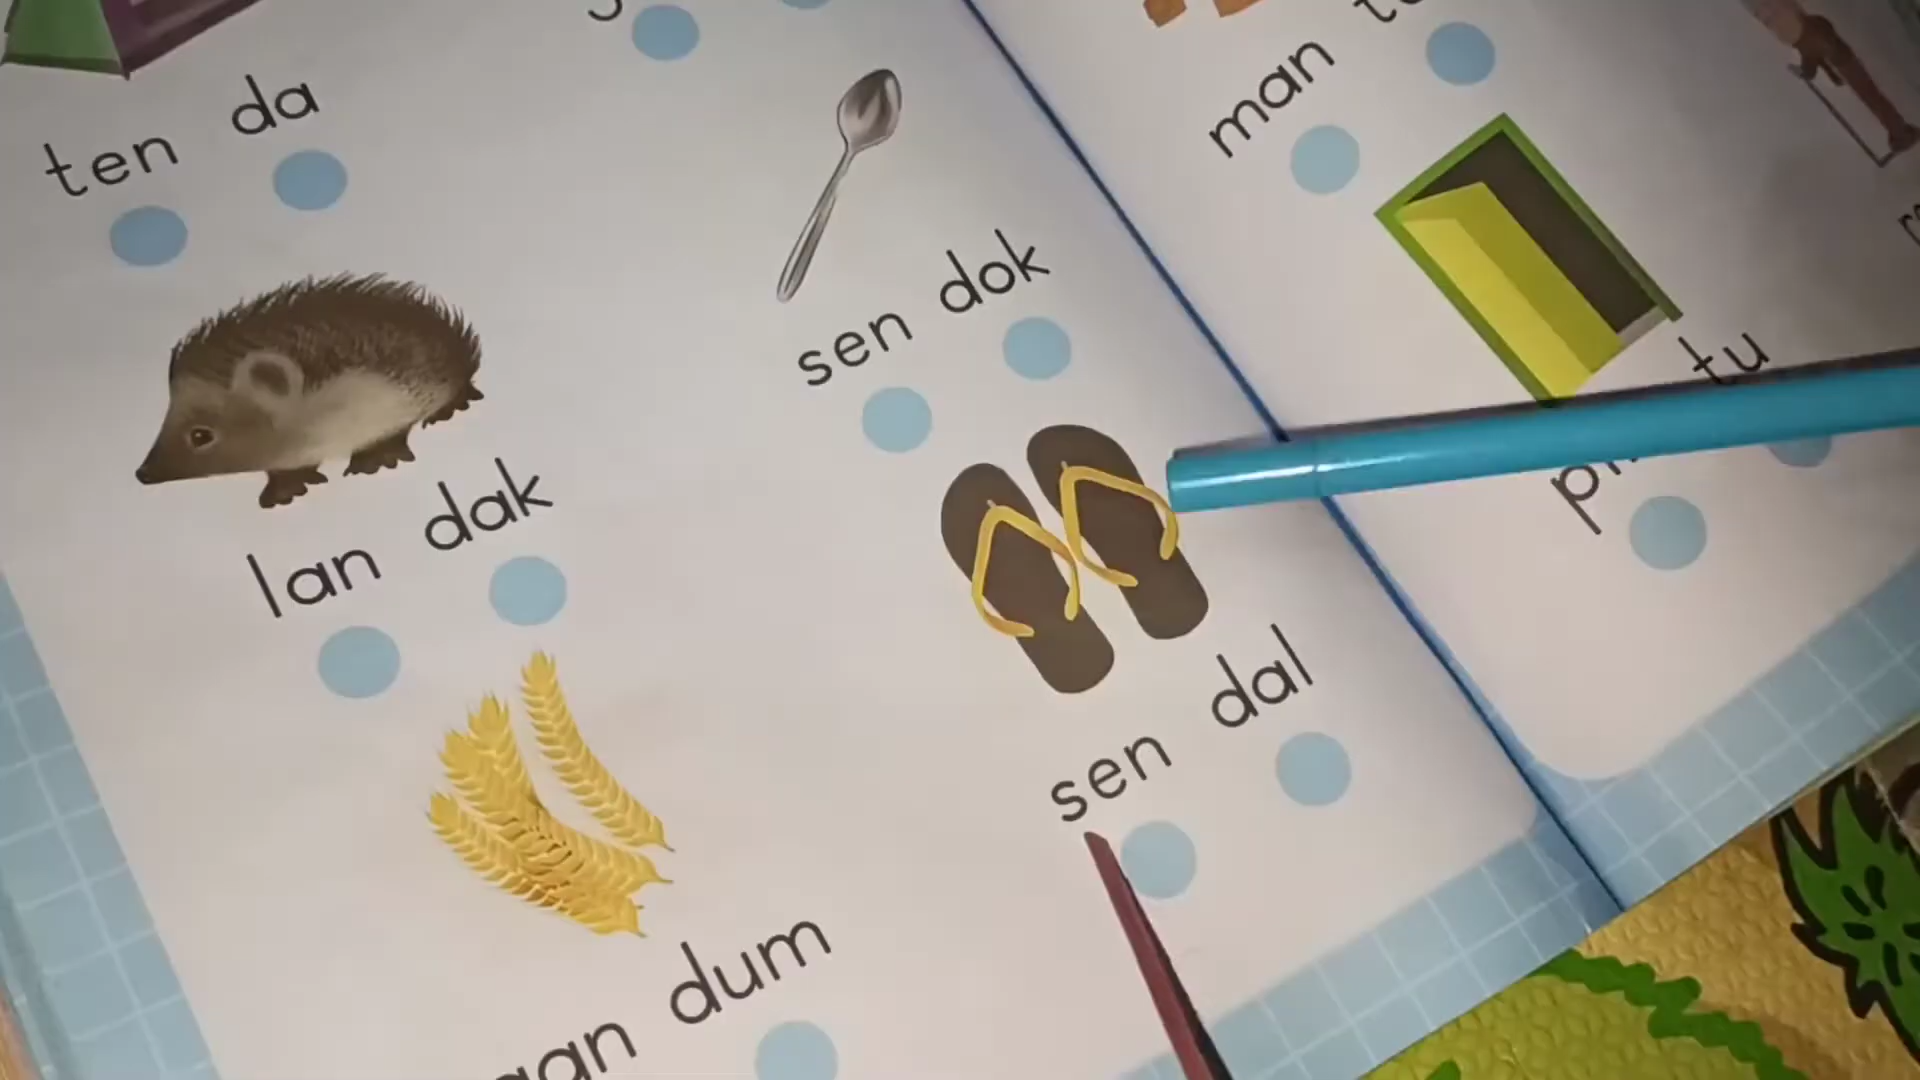 ten da
lan dak
dum
sen dok
sen dal
man
tu